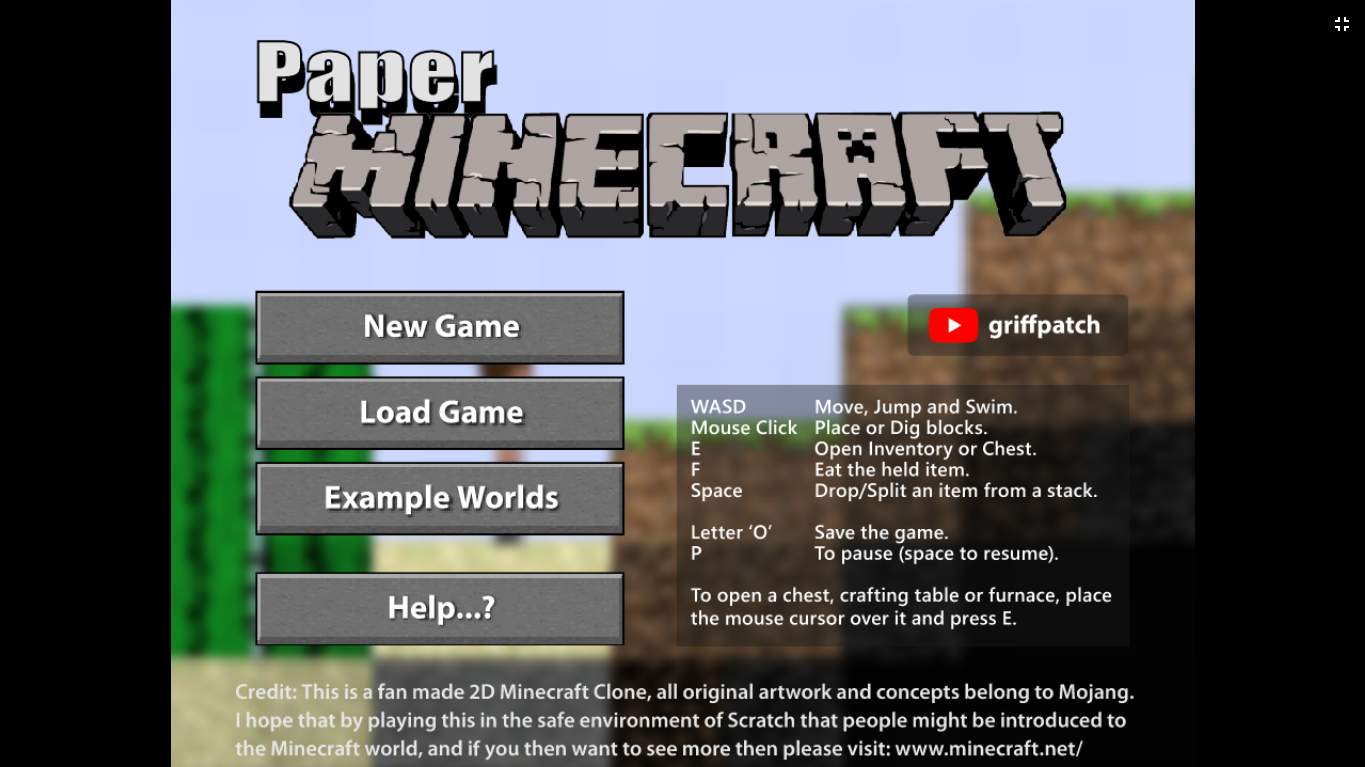 Paper
MINECRAFT
New Game
Load Game
Example Worlds
Help...?
griffpatch
WASD Move, Jump and Swim.
Mouse Click Place or Dig blocks.
E Open Inventory or Chest.
F Eat the held item.
Space Drop/Split an item from a stack.
Letter ‘O’ Save the game.
P To pause (space to resume).
To open a chest, crafting table or furnace, place
the mouse cursor over it and press E.
Credit: This is a fan made 2D Minecraft Clone, all original artwork and concepts belong to Mojang.
I hope that by playing this in the safe environment of Scratch that people might be introduced to
the Minecraft world, and if you then want to see more then please visit: www.minecraft.net/